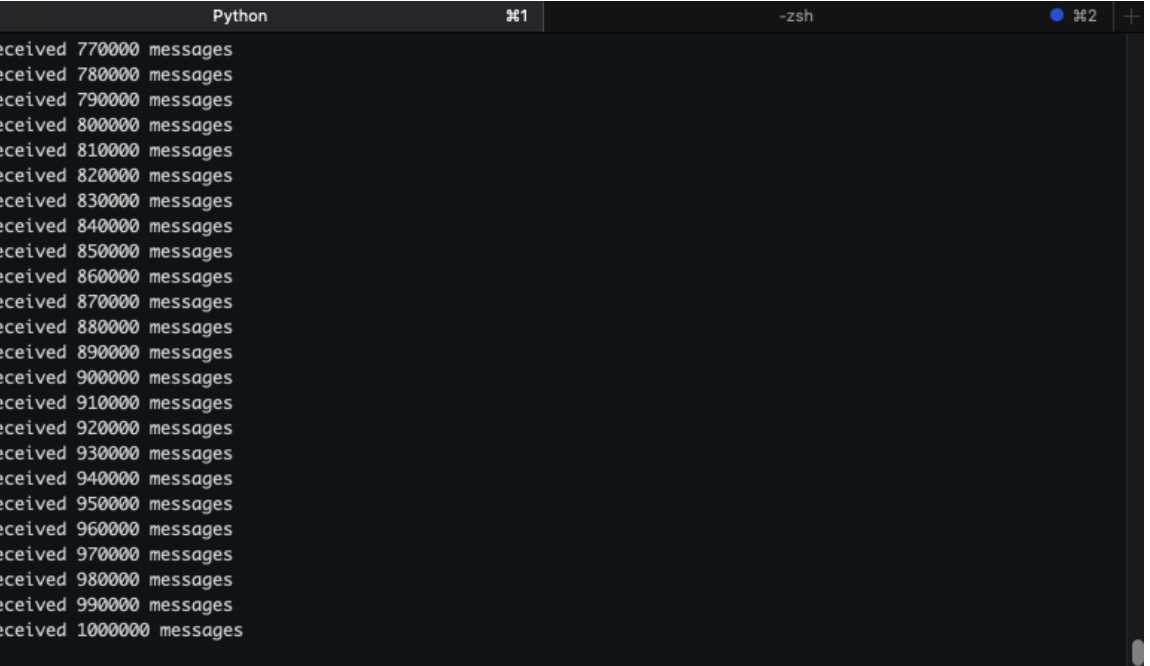 Python ⌘1 -zsh ⌘2 +
eceived 770000 messages
eceived 780000 messages
eceived 790000 messages
eceived 800000 messages
eceived 810000 messages
eceived 820000 messages
eceived 830000 messages
eceived 840000 messages
eceived 850000 messages
eceived 860000 messages
eceived 870000 messages
eceived 880000 messages
eceived 890000 messages
eceived 900000 messages
eceived 910000 messages
eceived 920000 messages
eceived 930000 messages
eceived 940000 messages
eceived 950000 messages
eceived 960000 messages
eceived 970000 messages
eceived 980000 messages
eceived 990000 messages
eceived 1000000 messages